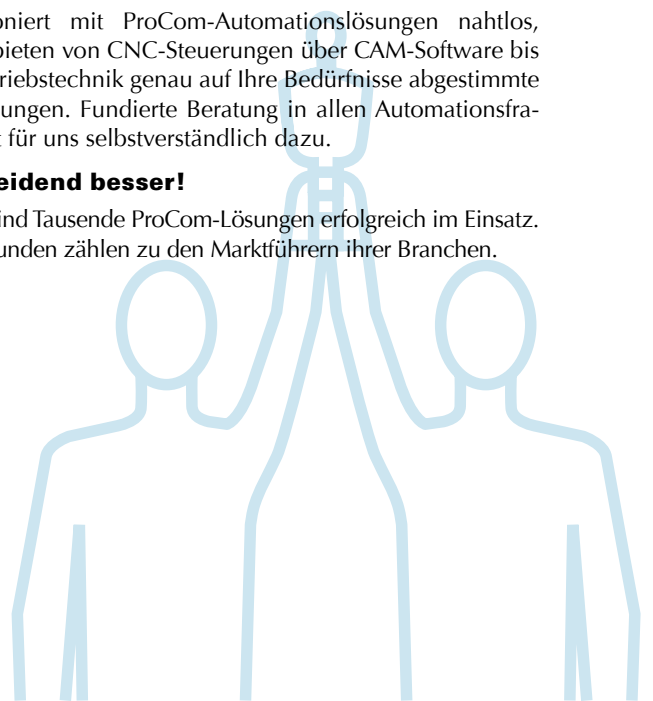 oniert mit ProCom-Automationslösungen nahtlos,
bieten von CNC-Steuerungen über CAM-Software bis
riebstechnik genau auf Ihre Bedürfnisse abgestimmte
ungen. Fundierte Beratung in allen Automationsfra-
t für uns selbstverständlich dazu.
eidend besser!
ind Tausende ProCom-Lösungen erfolgreich im Einsatz.
unden zählen zu den Marktführern ihrer Branchen.